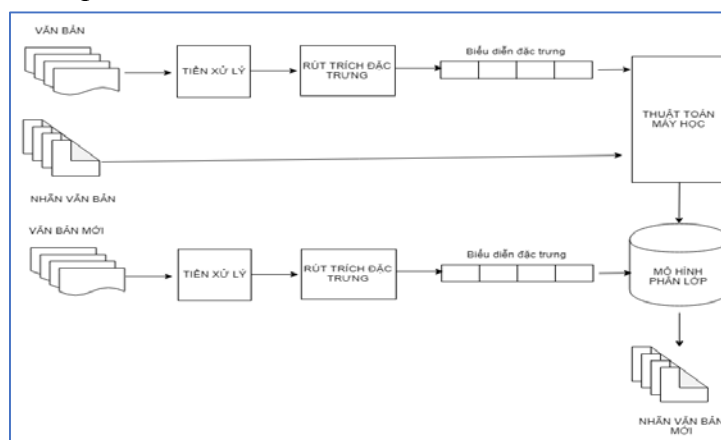 VĂN BẢN
TIỀN XỬ LÝ
RÚT TRÍCH ĐẶC
TRƯNG
Biểu diễn đặc trưng
THUẬT TOÁN
MÁY HỌC
NHÃN VĂN BẢN
VĂN BẢN MỚI
TIỀN XỬ LÝ
RÚT TRÍCH ĐẶC
TRƯNG
Biểu diễn đặc trưng
MÔ HÌNH
PHÂN LỚP
NHÃN VĂN BẢN
MỚI